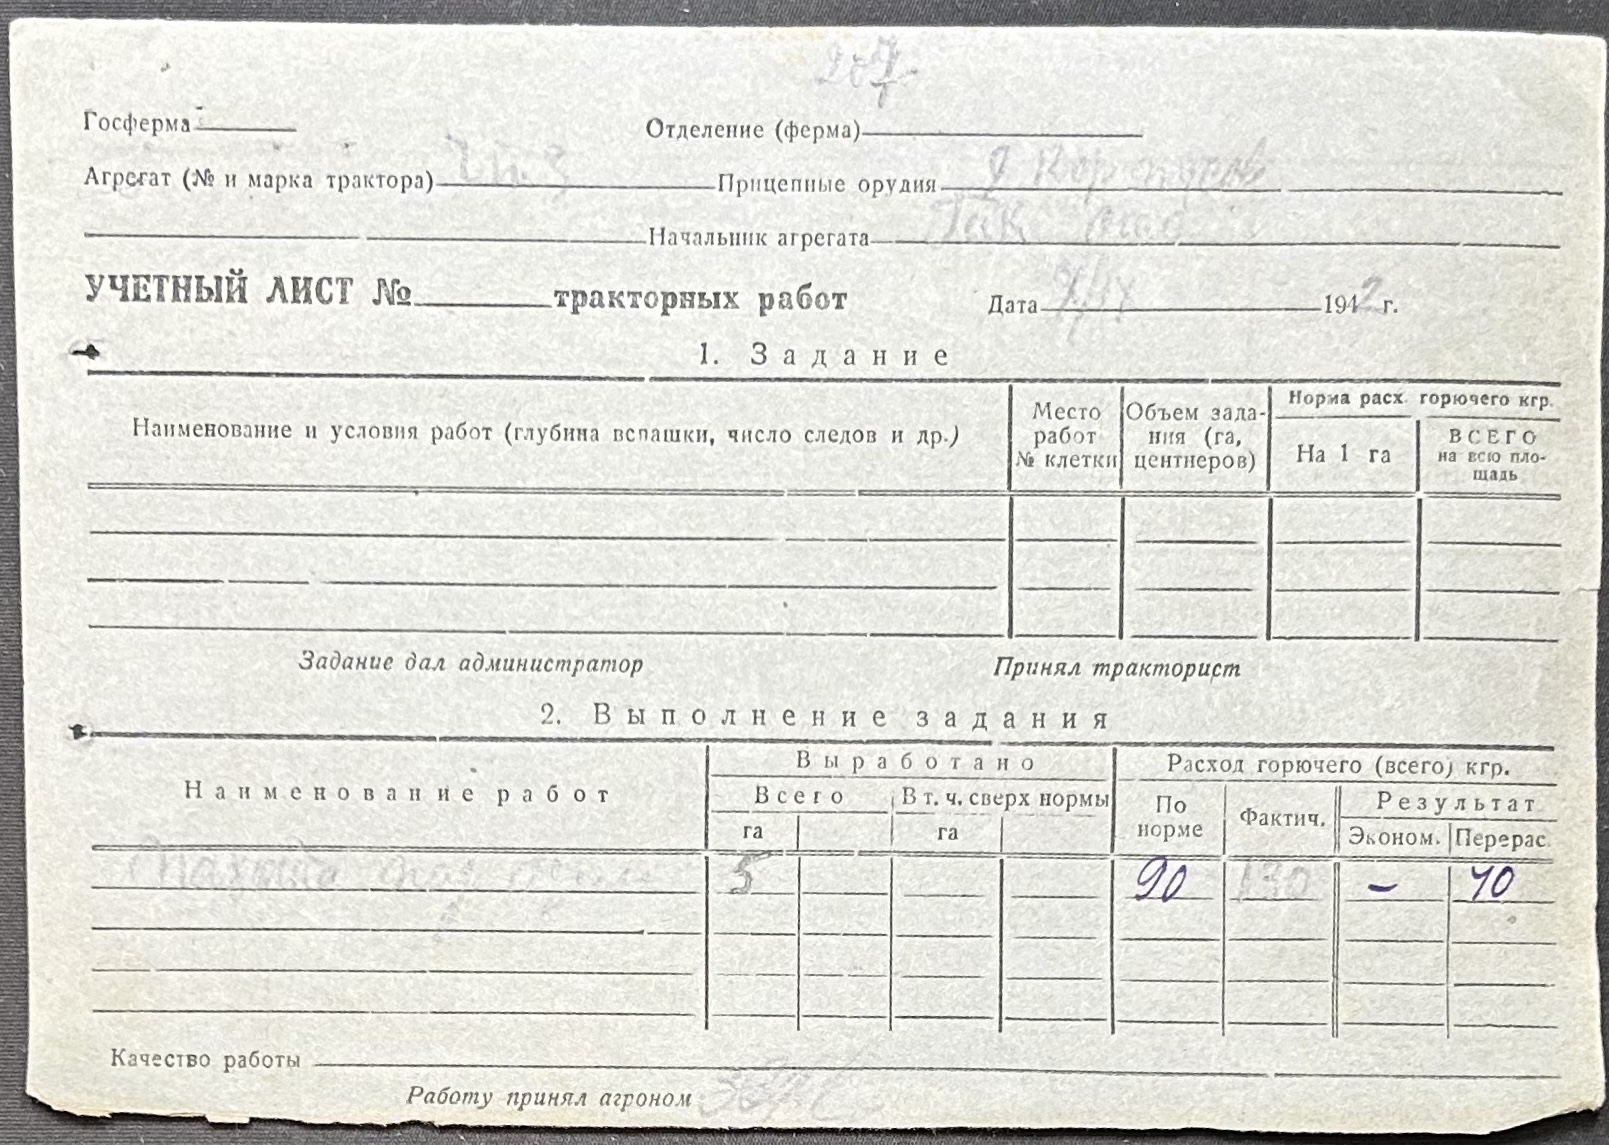 Госферма
Отделение (ферма)
Агрегат (№ и марка трактора)
Прицепные орудия
Начальник агрегата
УЧЕТНЫЙ ЛИСТ № тракторных работ
Дата 1942 г.
1. Задание
Наименование и условия работ (глубина вспашки, число следов и др.)
Место работ № клетки
Объем задания (га, центнеров)
Норма расх. горючего кгр.
На 1 га
ВСЕГО на всю площадь
Задание дал администратор
Принял тракторист
2. Выполнение задания
Наименование работ
Выработано
Всего
В т. ч. сверх нормы
га
га
Расход горючего (всего) кгр.
По норме
Фактич.
Результат
Эконом.
Перерас.
5 90 130 – 40
Качество работы
Работу принял агроном